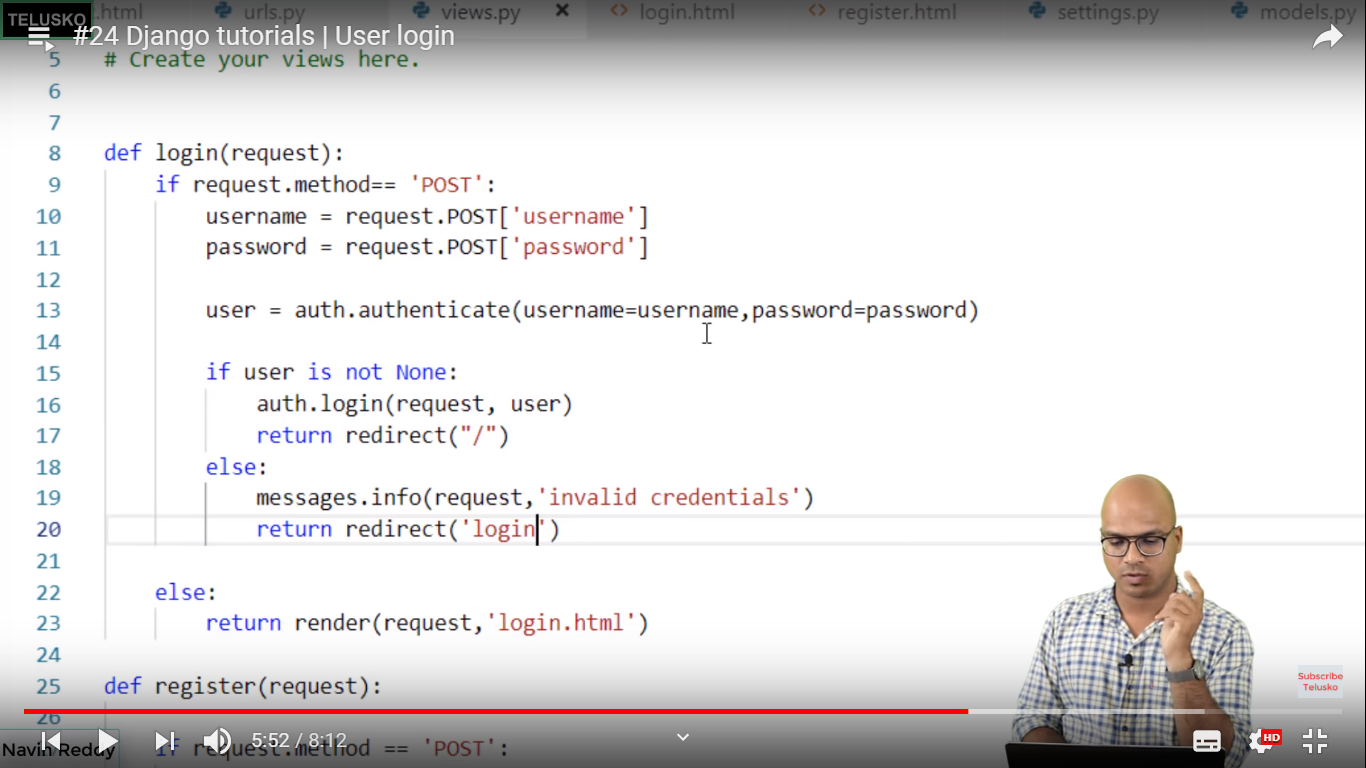 TELUSKO
.html urls.py views.py × login.html register.html settings.py models.py
#24 Django tutorials | User login
5 # Create your views here.
6
7
8 def login(request):
9 if request.method== 'POST':
10 username = request.POST['username']
11 password = request.POST['password']
12
13 user = auth.authenticate(username=username,password=password)
14
15 if user is not None:
16 auth.login(request, user)
17 return redirect("/")
18 else:
19 messages.info(request,'invalid credentials')
20 return redirect('login')
21
22 else:
23 return render(request,'login.html')
24
25 def register(request):
26
if request.method == 'POST':
Subscribe
Telusko
Navin Reddy
5:52 / 8:12
HD